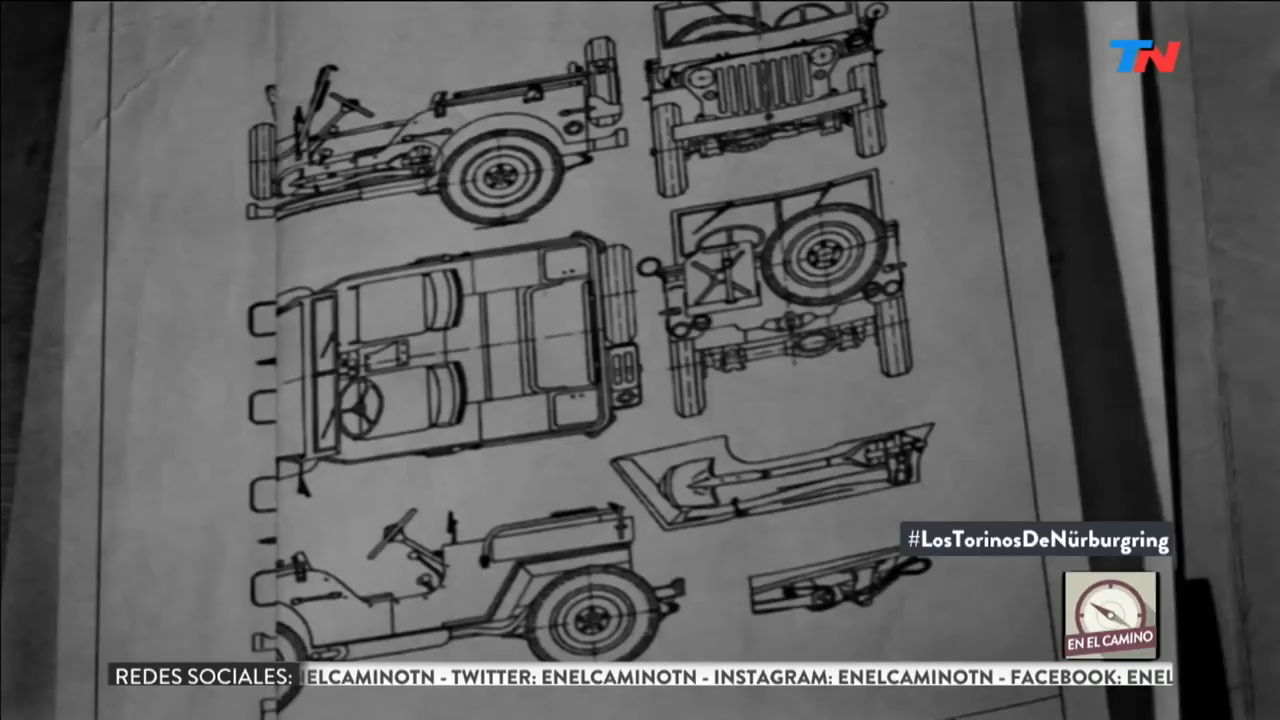 TN
#LosTorinosDeNürburgring
EN EL CAMINO
REDES SOCIALES: ELCAMINOTN - TWITTER: ENELCAMINOTN - INSTAGRAM: ENELCAMINOTN - FACEBOOK: ENEL